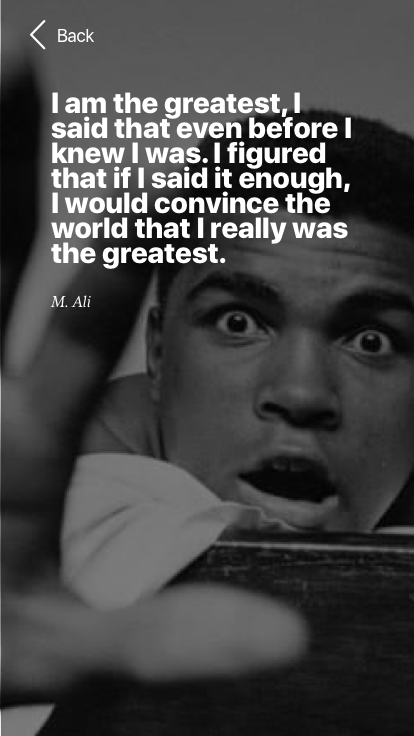 Back
I am the greatest, I
said that even before I
knew I was. I figured
that if I said it enough,
I would convince the
world that I really was
the greatest.
M. Ali